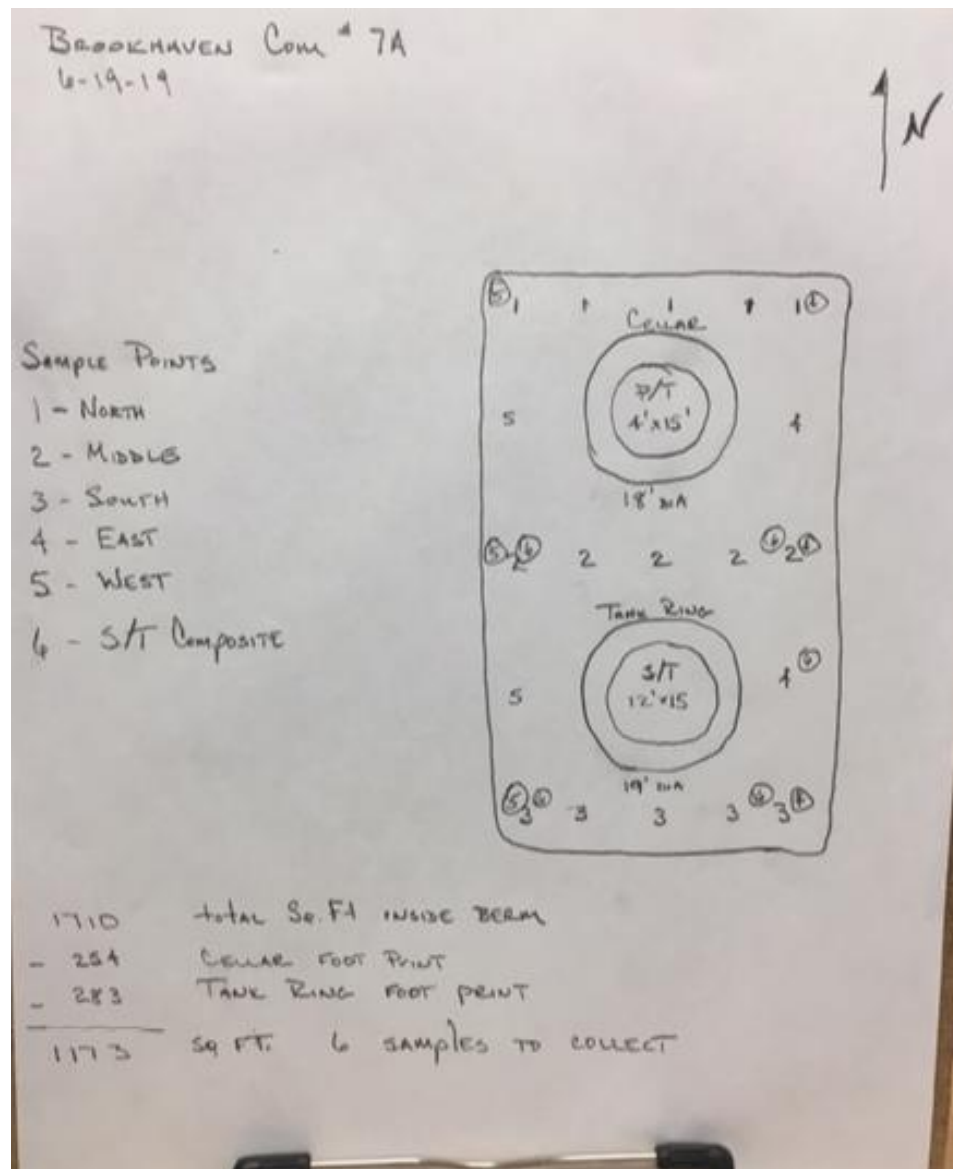 BROOKHAVEN COM # 7A
6-19-19
N
SAMPLE POINTS
1 - NORTH
2 - MIDDLE
3 - SOUTH
4 - EAST
5 - WEST
6 - S/T COMPOSITE
5 1 1 1 1 1 4
CELLAR
P/T
4'x15'
5 4
18' DIA
5 2 6 2 2 2 6 2 4
TANK RING
S/T
12'x15
5 4 6
19' DIA
5 3 6 3 3 3 6 3 4
1710 total Sq. Ft INSIDE BERM
- 254 CELLAR FOOT PRINT
- 283 TANK RING FOOT PRINT
1173 SQ FT. 6 SAMPLES TO COLLECT